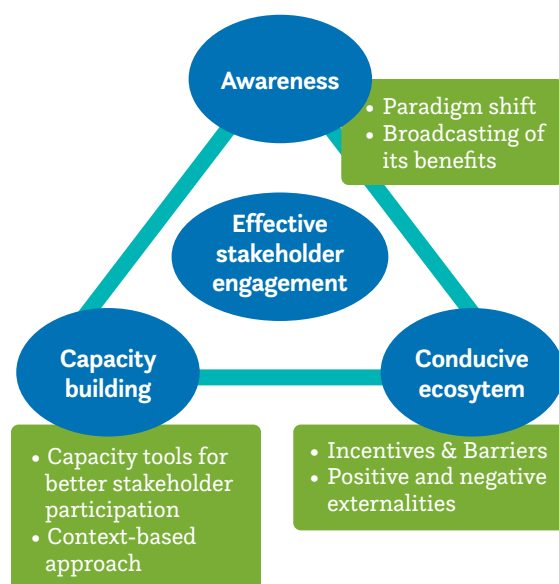 Awareness
• Paradigm shift
• Broadcasting of
its benefits
Effective
stakeholder
engagement
Capacity
building
Conducive
ecosytem
• Capacity tools for
better stakeholder
participation
• Context-based
approach
• Incentives & Barriers
• Positive and negative
externalities